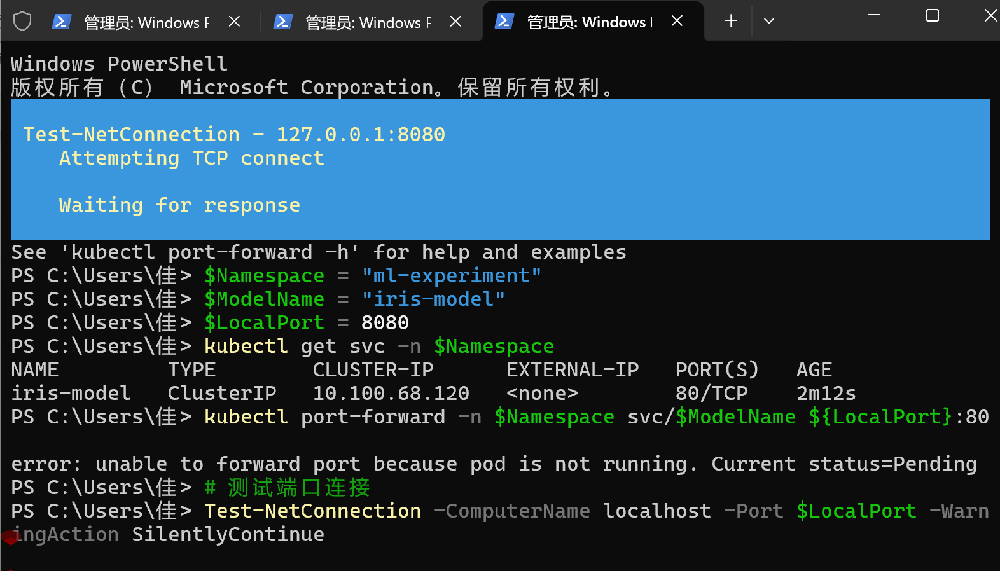 管理员: Windows F
管理员: Windows F
管理员: Windows
Windows PowerShell
版权所有 (C) Microsoft Corporation。保留所有权利。
Test-NetConnection - 127.0.0.1:8080
Attempting TCP connect
Waiting for response
See 'kubectl port-forward -h' for help and examples
PS C:\Users\佳> $Namespace = "ml-experiment"
PS C:\Users\佳> $ModelName = "iris-model"
PS C:\Users\佳> $LocalPort = 8080
PS C:\Users\佳> kubectl get svc -n $Namespace
NAME TYPE CLUSTER-IP EXTERNAL-IP PORT(S) AGE
iris-model ClusterIP 10.100.68.120 <none> 80/TCP 2m12s
PS C:\Users\佳> kubectl port-forward -n $Namespace svc/$ModelName ${LocalPort}:80
error: unable to forward port because pod is not running. Current status=Pending
PS C:\Users\佳> # 测试端口连接
PS C:\Users\佳> Test-NetConnection -ComputerName localhost -Port $LocalPort -Warn
ingAction SilentlyContinue